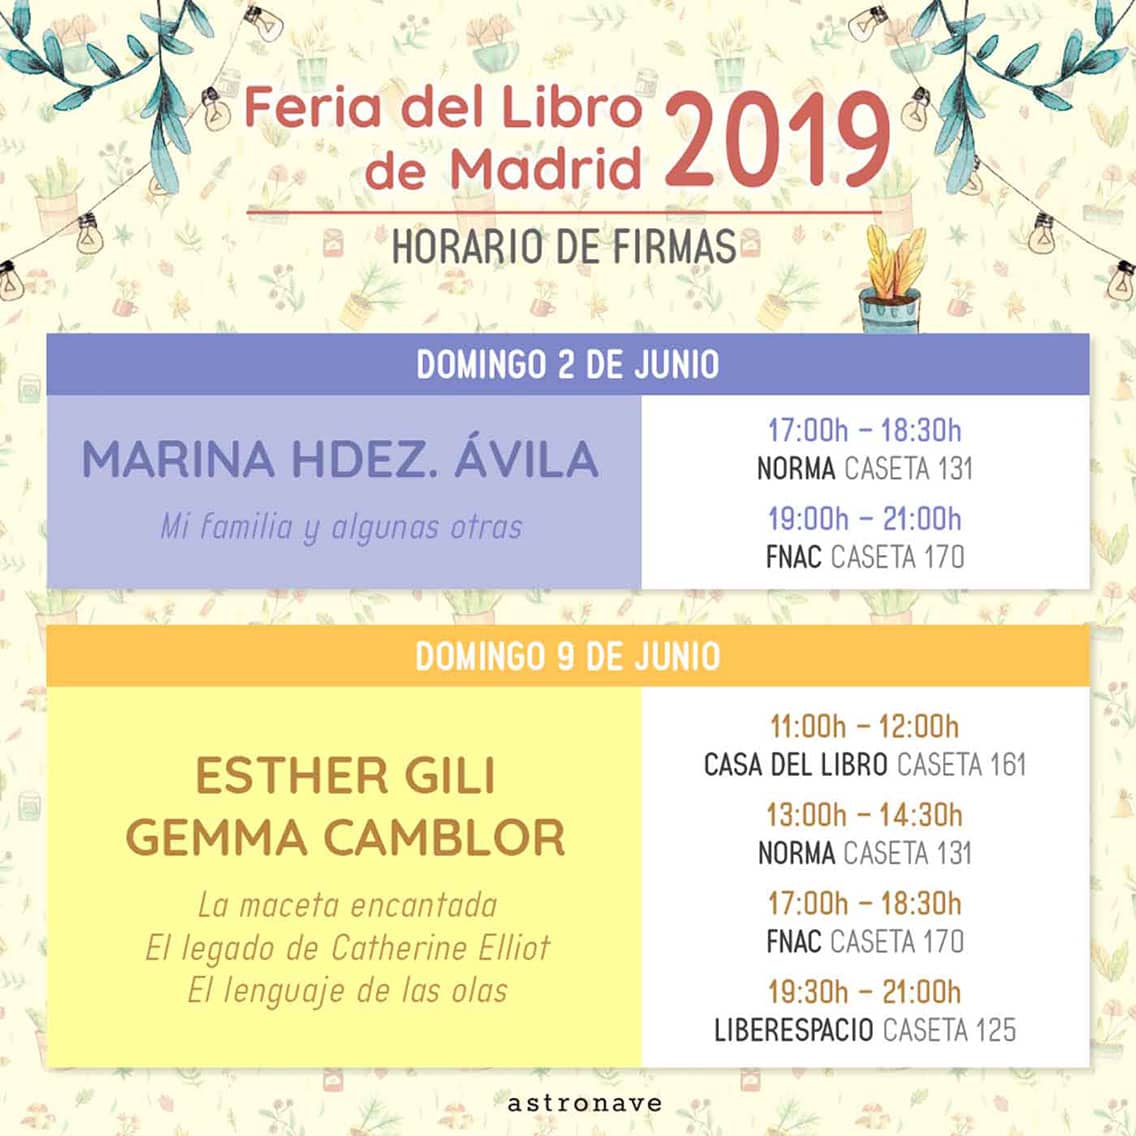 Feria del Libro
de Madrid 2019
HORARIO DE FIRMAS
DOMINGO 2 DE JUNIO
MARINA HDEZ. ÁVILA
Mi familia y algunas otras
17:00h – 18:30h
NORMA CASETA 131
19:00h – 21:00h
FNAC CASETA 170
DOMINGO 9 DE JUNIO
ESTHER GILI
GEMMA CAMBLOR
La maceta encantada
El legado de Catherine Elliot
El lenguaje de las olas
11:00h – 12:00h
CASA DEL LIBRO CASETA 161
13:00h – 14:30h
NORMA CASETA 131
17:00h – 18:30h
FNAC CASETA 170
19:30h – 21:00h
LIBERESPACIO CASETA 125
astronave